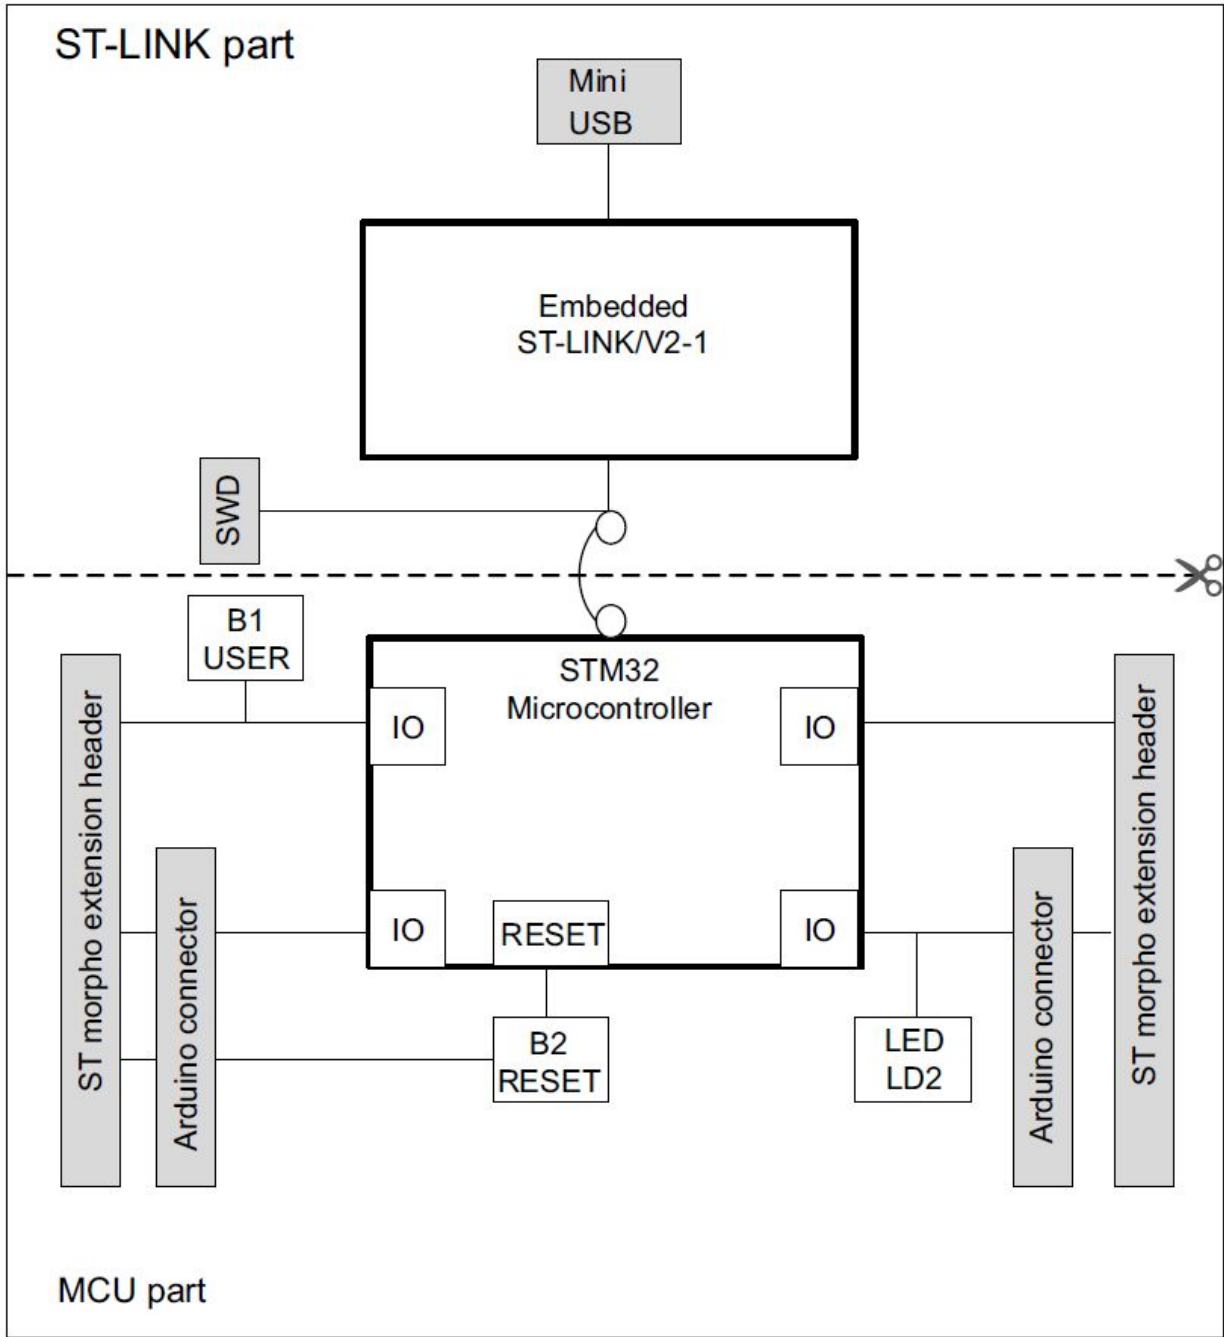 ST-LINK part
Mini
USB
Embedded
ST-LINK/V2-1
SWD
B1
USER
STM32
Microcontroller
IO
IO
ST morpho extension header
ST morpho extension header
Arduino connector
Arduino connector
IO
RESET
IO
B2
RESET
LED
LD2
MCU part